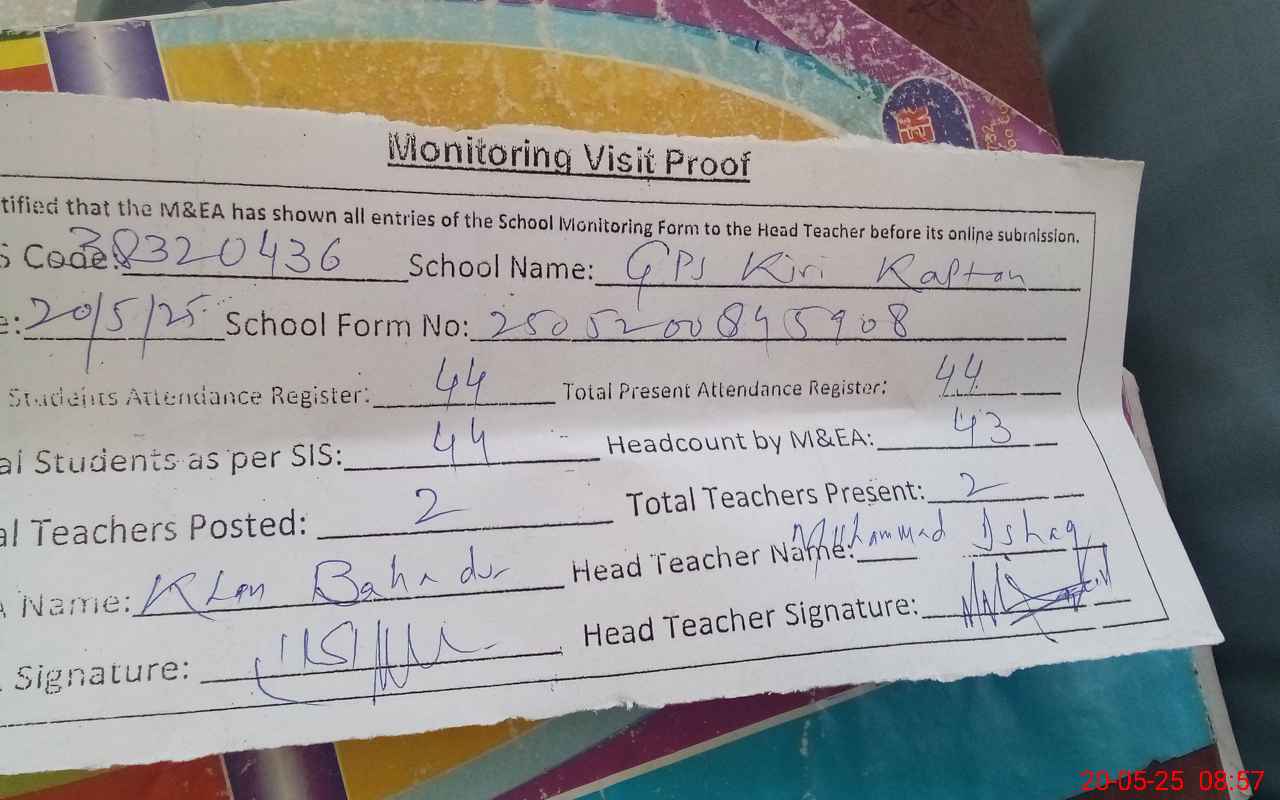 Monitoring Visit Proof
tified that the M&EA has shown all entries of the School Monitoring Form to the Head Teacher before its online submission.
S Code: 38320436 School Name: GPS Kiri Kaptan
e: 20/5/25 School Form No: 2505200845908
Students Attendance Register: 44 Total Present Attendance Register: 44
al Students as per SIS: 44 Headcount by M&EA: 43
al Teachers Posted: 2 Total Teachers Present: 2
A Name: Khan Bahadur Head Teacher Name: Muhammad Ishaq
Signature: Head Teacher Signature:
20-05-25 08:57